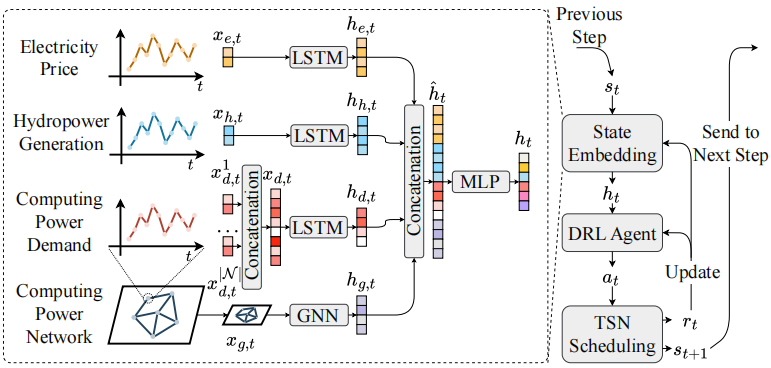 Electricity
Price
t
x_{e,t}
LSTM
h_{e,t}
Hydropower
Generation
t
x_{h,t}
LSTM
h_{h,t}
Computing
Power
Demand
t
x^1_{d,t}
...
x^{|𝒩|}_{d,t}
Concatenation
x_{d,t}
LSTM
h_{d,t}
Computing
Power
Network
x_{g,t}
GNN
h_{g,t}
Concatenation
ĥ_t
MLP
h_t
Previous
Step
s_t
State
Embedding
h_t
DRL Agent
a_t
Update
TSN
Scheduling
r_t
s_{t+1}
Send to
Next Step